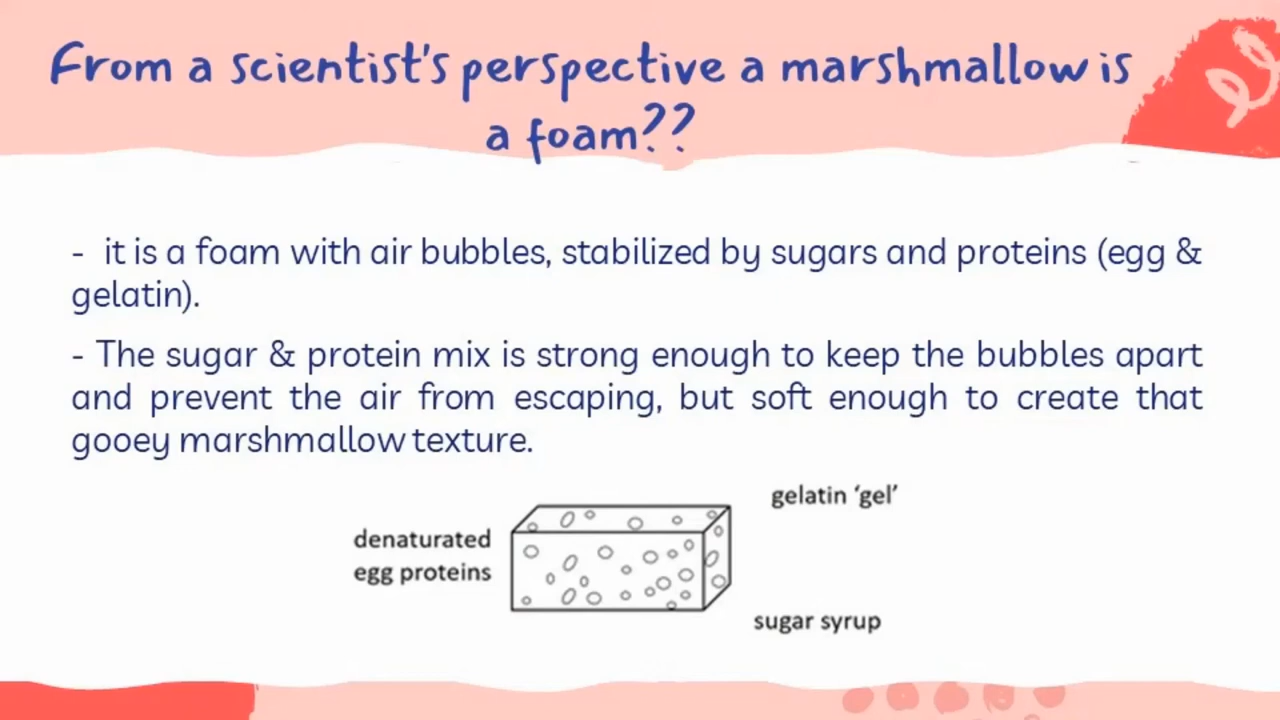 From a scientist's perspective a marshmallow is
a foam??
- it is a foam with air bubbles, stabilized by sugars and proteins (egg &
gelatin).
- The sugar & protein mix is strong enough to keep the bubbles apart
and prevent the air from escaping, but soft enough to create that
gooey marshmallow texture.
gelatin ‘gel’
denaturated
egg proteins
sugar syrup